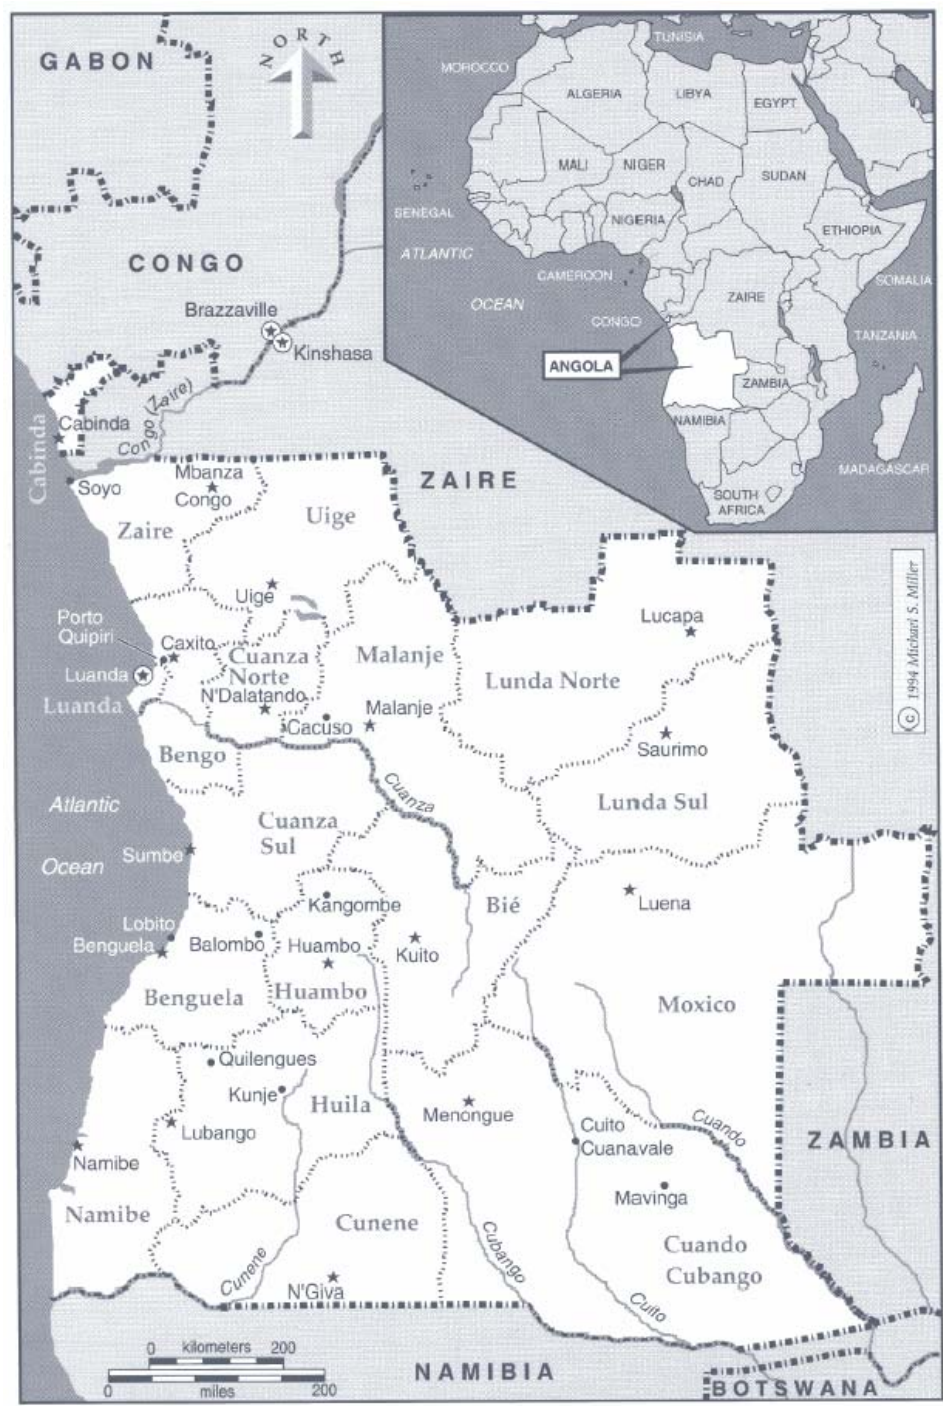 GABON
NORTH
CONGO
Brazzaville
Kinshasa
Congo (Zaire)
Cabinda
Cabinda
TUNISIA
MOROCCO
ALGERIA
LIBYA
EGYPT
MALI
NIGER
CHAD
SUDAN
SENEGAL
NIGERIA
ETHIOPIA
ATLANTIC
OCEAN
CAMEROON
SOMALIA
ZAIRE
CONGO
TANZANIA
ANGOLA
ZAMBIA
NAMIBIA
MADAGASCAR
SOUTH
AFRICA
ZAIRE
Soyo
Mbanza
Congo
Zaire
Uige
Uige
© 1994 Michael S. Miller
Porto
Quipiri
Caxito
Luanda
Luanda
Cuanza
Norte
N'Dalatando
Malanje
Cacuso
Malanje
Lucapa
Lunda Norte
Saurimo
Lunda Sul
Bengo
Cuanza
Atlantic
Ocean
Cuanza
Sul
Sumbe
Kangombe
Bié
Luena
Lobito
Benguela
Balombo
Huambo
Kuito
Benguela
Huambo
Moxico
Quilengues
Kunje
Huila
Menongue
Cuito
Cuanavale
Cuando
ZAMBIA
Lubango
Namibe
Namibe
Mavinga
Cunene
Cuando
Cubango
Cunene
Cubango
N'Giva
Cuito
0 kilometers 200
0 miles 200
NAMIBIA
BOTSWANA